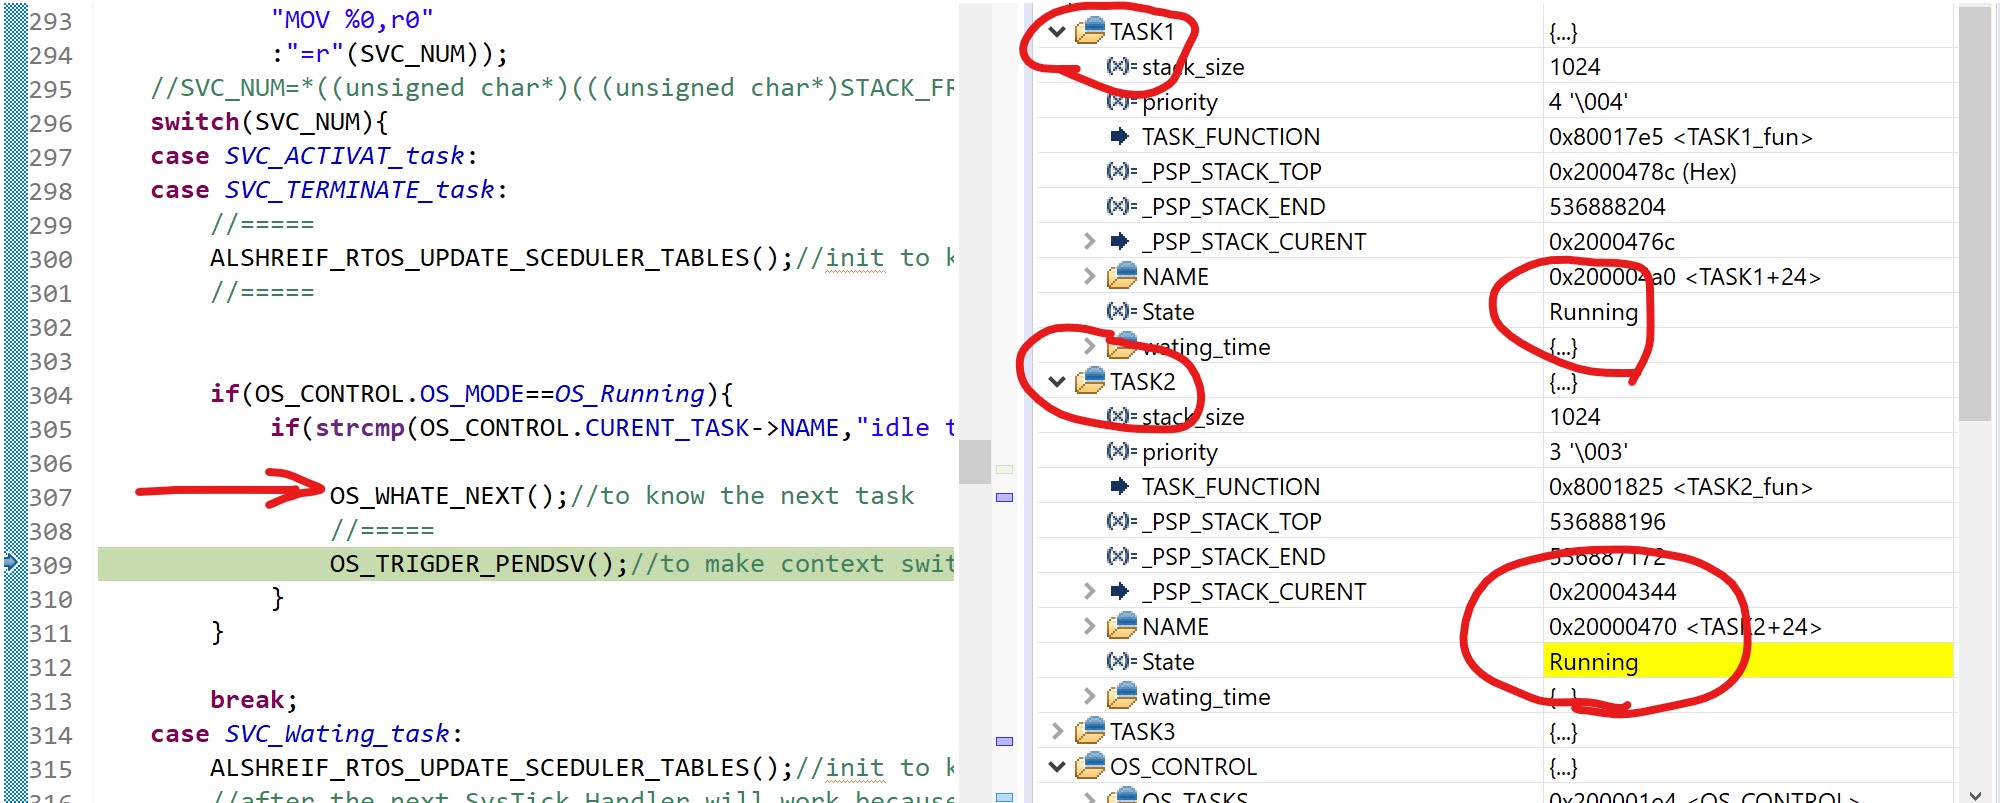 293 "MOV %0,r0"
294 :"=r"(SVC_NUM));
295 //SVC_NUM=*((unsigned char*)(((unsigned char*)STACK_FR
296 switch(SVC_NUM){
297 case SVC_ACTIVAT_task:
298 case SVC_TERMINATE_task:
299 //=====
300 ALSHREIF_RTOS_UPDATE_SCEDULER_TABLES();//init to k
301 //=====
302
303
304 if(OS_CONTROL.OS_MODE==OS_Running){
305 if(strcmp(OS_CONTROL.CURENT_TASK->NAME,"idle t
306
307 OS_WHATE_NEXT();//to know the next task
308 //=====
309 OS_TRIGDER_PENDSV();//to make context swit
310 }
311 }
312
313 break;
314 case SVC_Wating_task:
315 ALSHREIF_RTOS_UPDATE_SCEDULER_TABLES();//init to k
316 //after the next SysTick Handler will work because
TASK1 {...}
(x)= stack_size 1024
(x)= priority 4 '\004'
TASK_FUNCTION 0x80017e5 <TASK1_fun>
(x)= _PSP_STACK_TOP 0x2000478c (Hex)
(x)= _PSP_STACK_END 536888204
_PSP_STACK_CURENT 0x2000476c
NAME 0x200004a0 <TASK1+24>
(x)= State Running
wating_time {...}
TASK2 {...}
(x)= stack_size 1024
(x)= priority 3 '\003'
TASK_FUNCTION 0x8001825 <TASK2_fun>
(x)= _PSP_STACK_TOP 536888196
(x)= _PSP_STACK_END 536887172
_PSP_STACK_CURENT 0x20004344
NAME 0x20000470 <TASK2+24>
(x)= State Running
wating_time {...}
TASK3 {...}
OS_CONTROL {...}
OS_TASKS 0x200001e4 <OS_CONTROL>